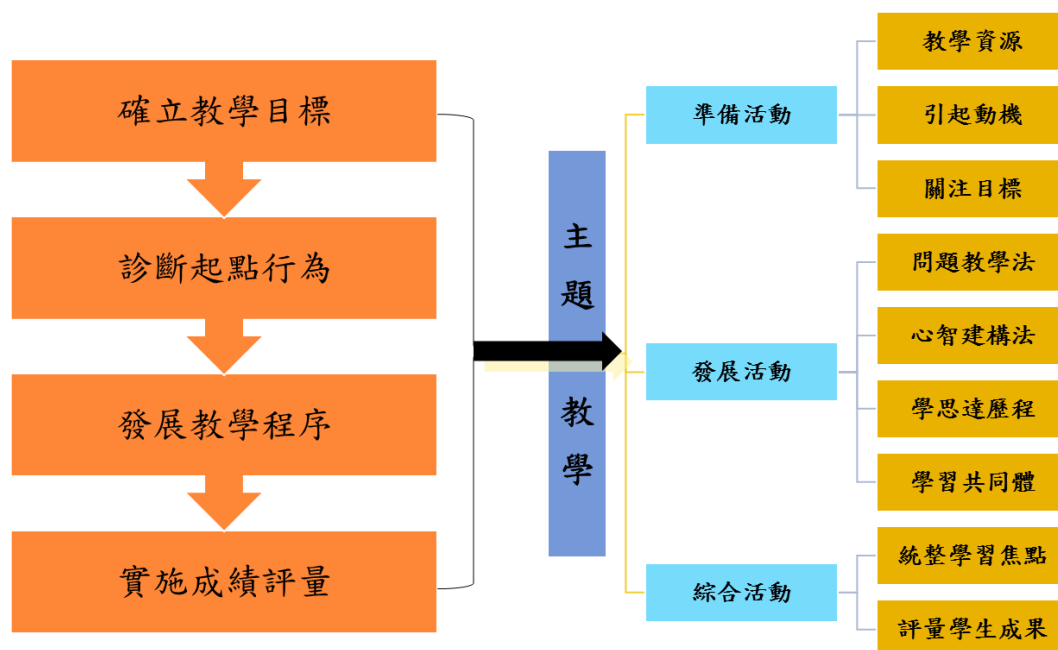 確立教學目標
診斷起點行為
發展教學程序
實施成績評量
主題教學
準備活動
教學資源
引起動機
關注目標
發展活動
問題教學法
心智建構法
學思達歷程
學習共同體
綜合活動
統整學習焦點
評量學生成果